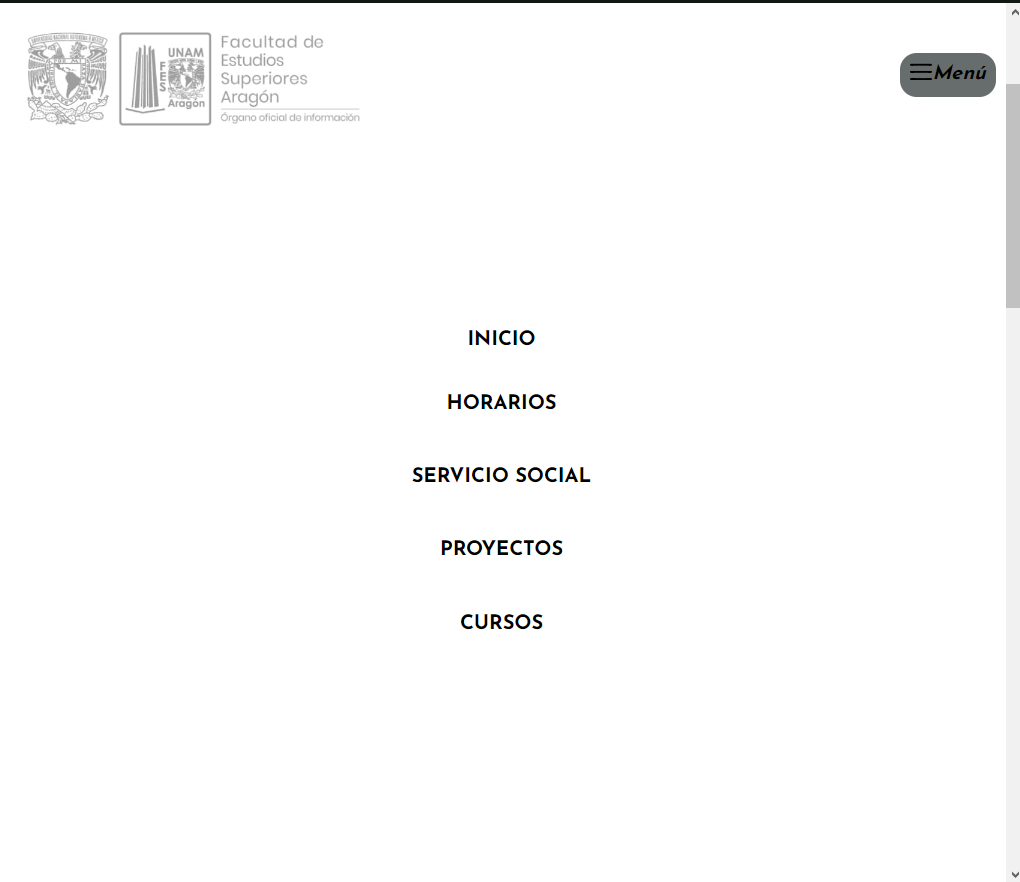 UNAM
FES
Aragón
Facultad de
Estudios
Superiores
Aragón
Órgano oficial de información
Menú
INICIO
HORARIOS
SERVICIO SOCIAL
PROYECTOS
CURSOS